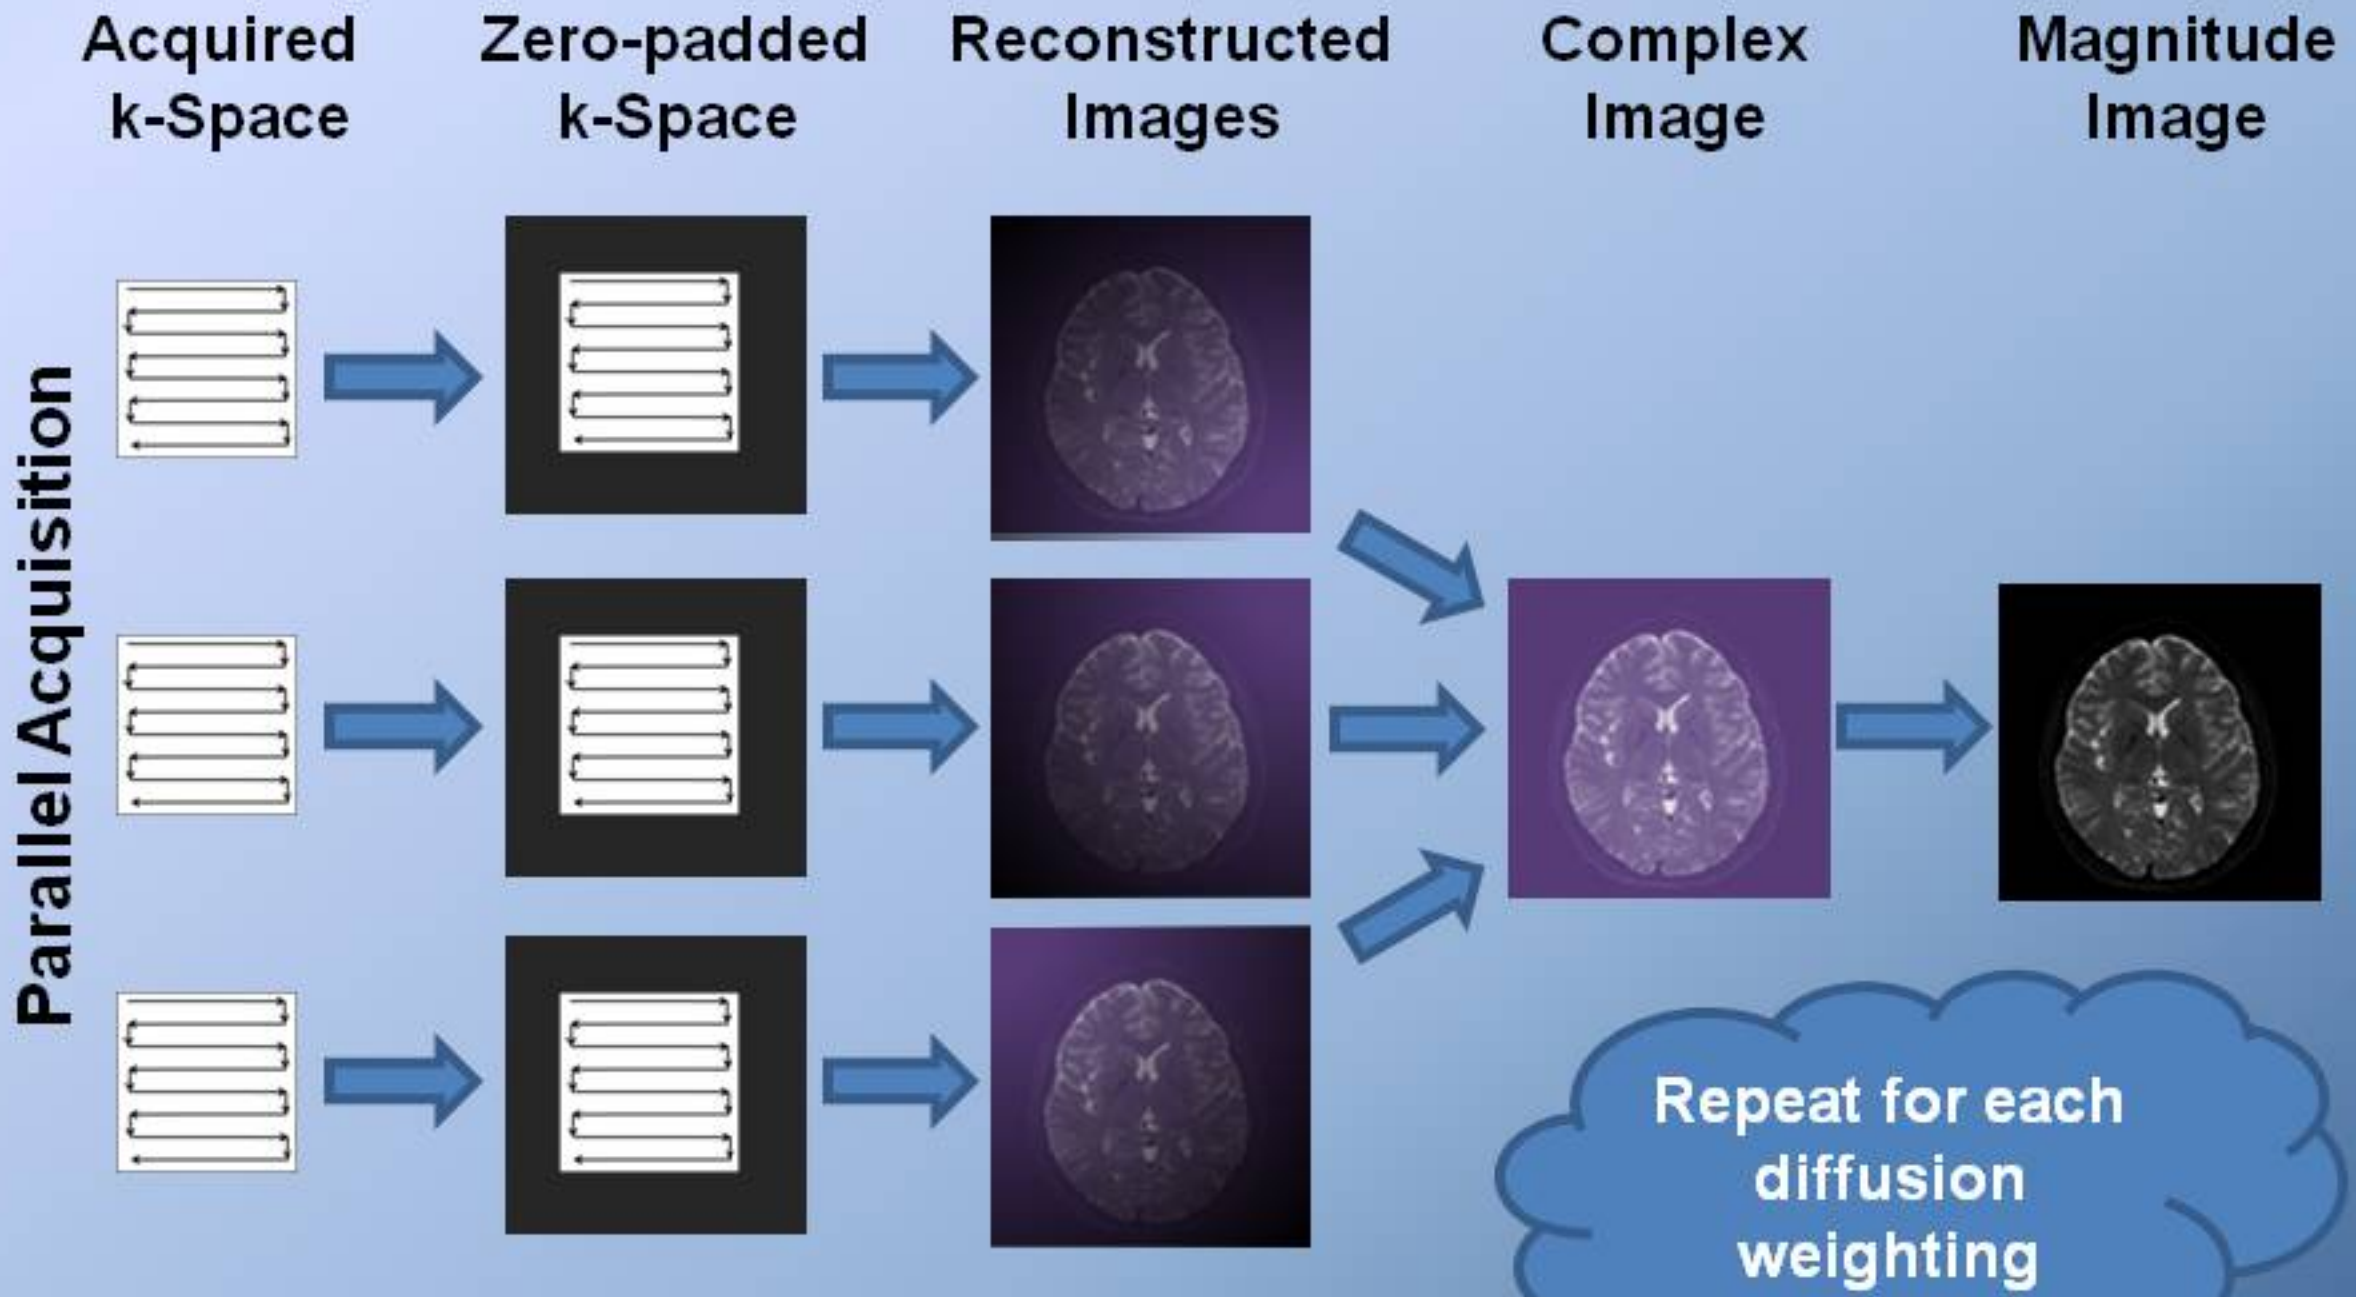 Acquired
k-Space
Zero-padded
k-Space
Reconstructed
Images
Complex
Image
Magnitude
Image
Parallel Acquisition
Repeat for each
diffusion
weighting